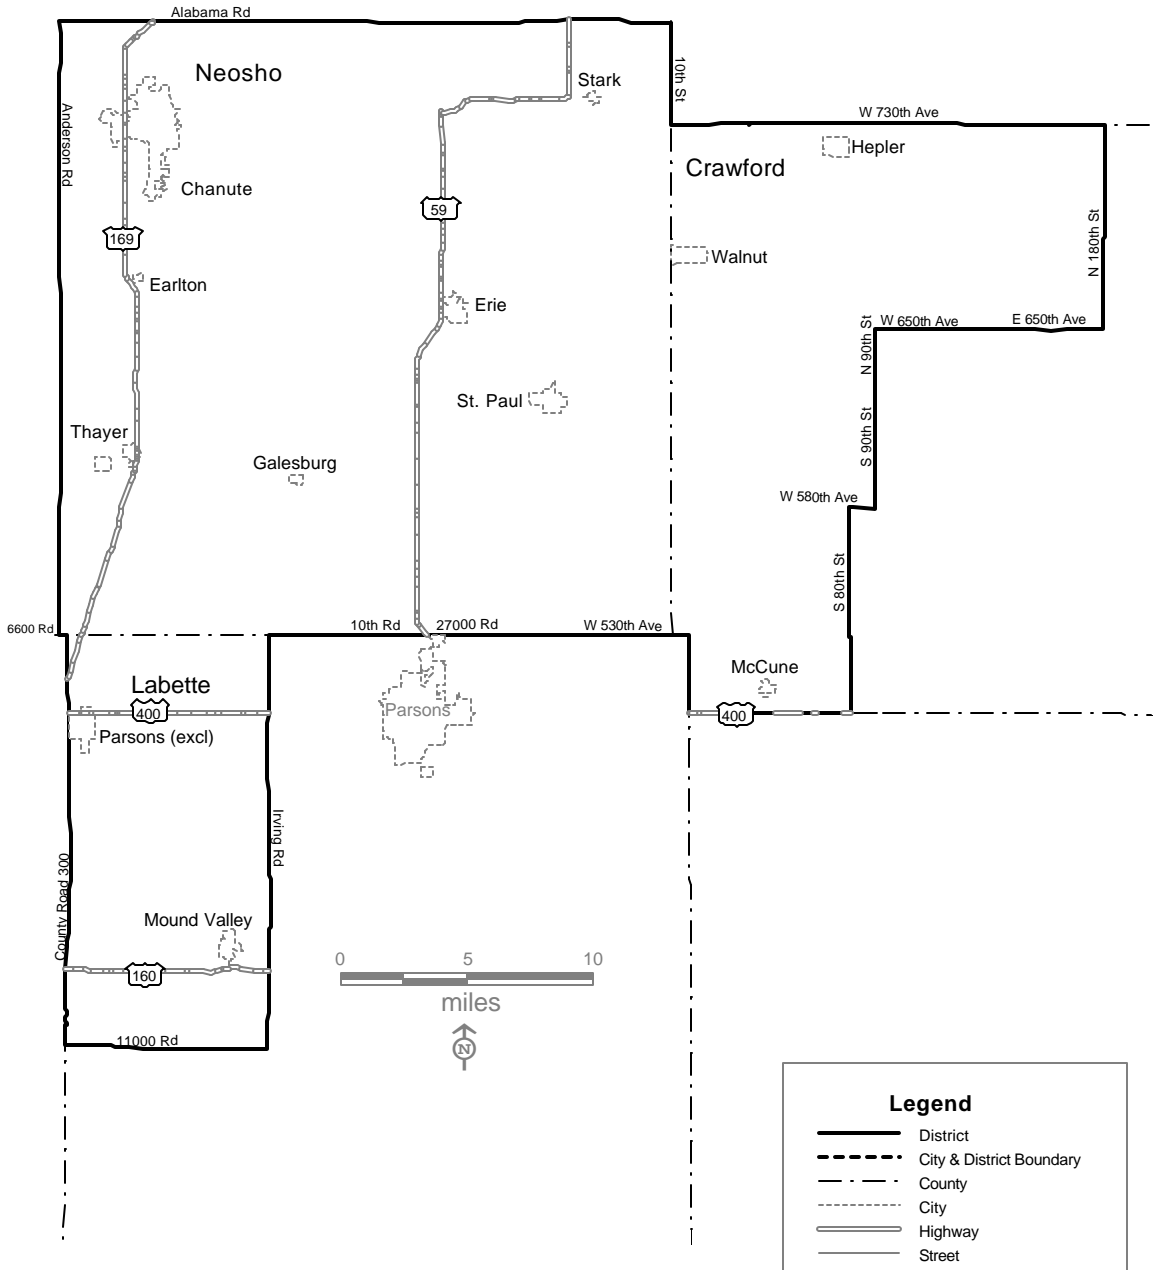 Alabama Rd
Neosho
Stark
10th St
W 730th Ave
Anderson Rd
Hepler
Crawford
Chanute
59
169
Walnut
N 180th St
Earlton
Erie
W 650th Ave
E 650th Ave
N 90th St
St. Paul
Thayer
S 90th St
Galesburg
W 580th Ave
S 80th St
6600 Rd
10th Rd
27000 Rd
W 530th Ave
McCune
Labette
400
Parsons
400
Parsons (excl)
Irving Rd
County Road 300
Mound Valley
160
0
5
10
miles
N
11000 Rd
Legend
District
City & District Boundary
County
City
Highway
Street